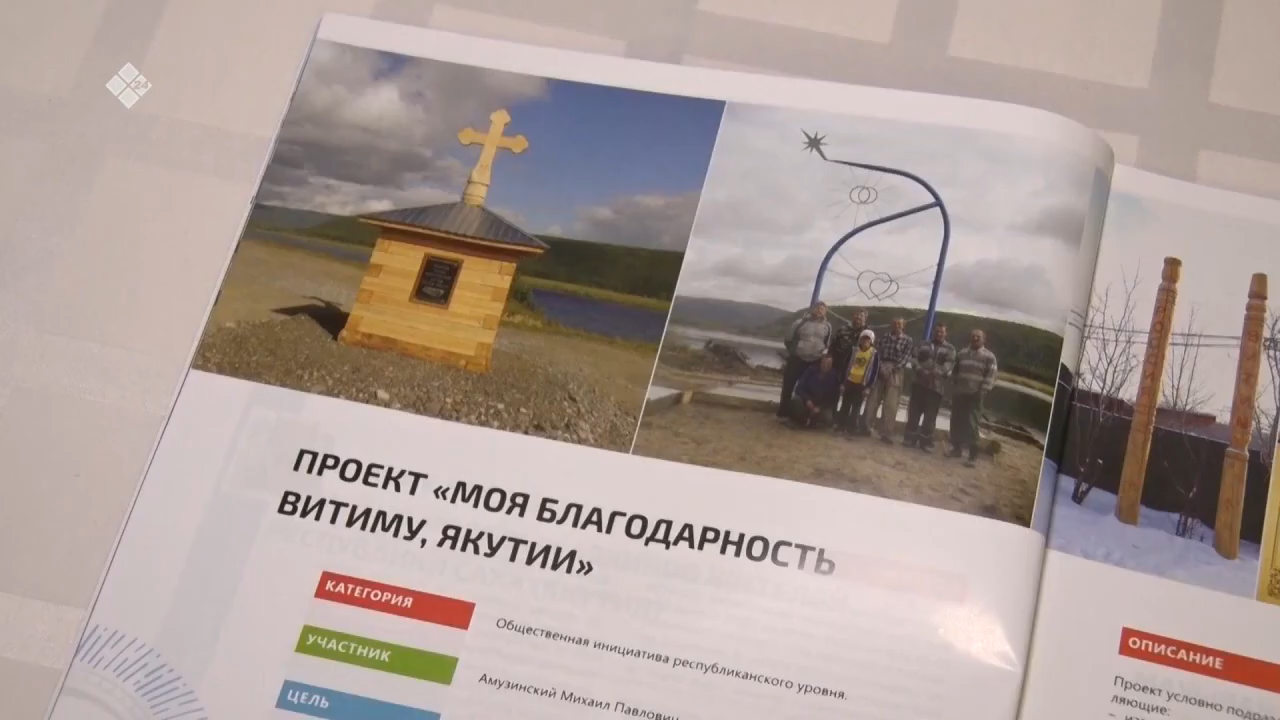 24
ПРОЕКТ «МОЯ БЛАГОДАРНОСТЬ
ВИТИМУ, ЯКУТИИ»
КАТЕГОРИЯ
Общественная инициатива республиканского уровня.
УЧАСТНИК
Амузинский Михаил Павлович
ЦЕЛЬ
ОПИСАНИЕ
Проект условно
ляющие: